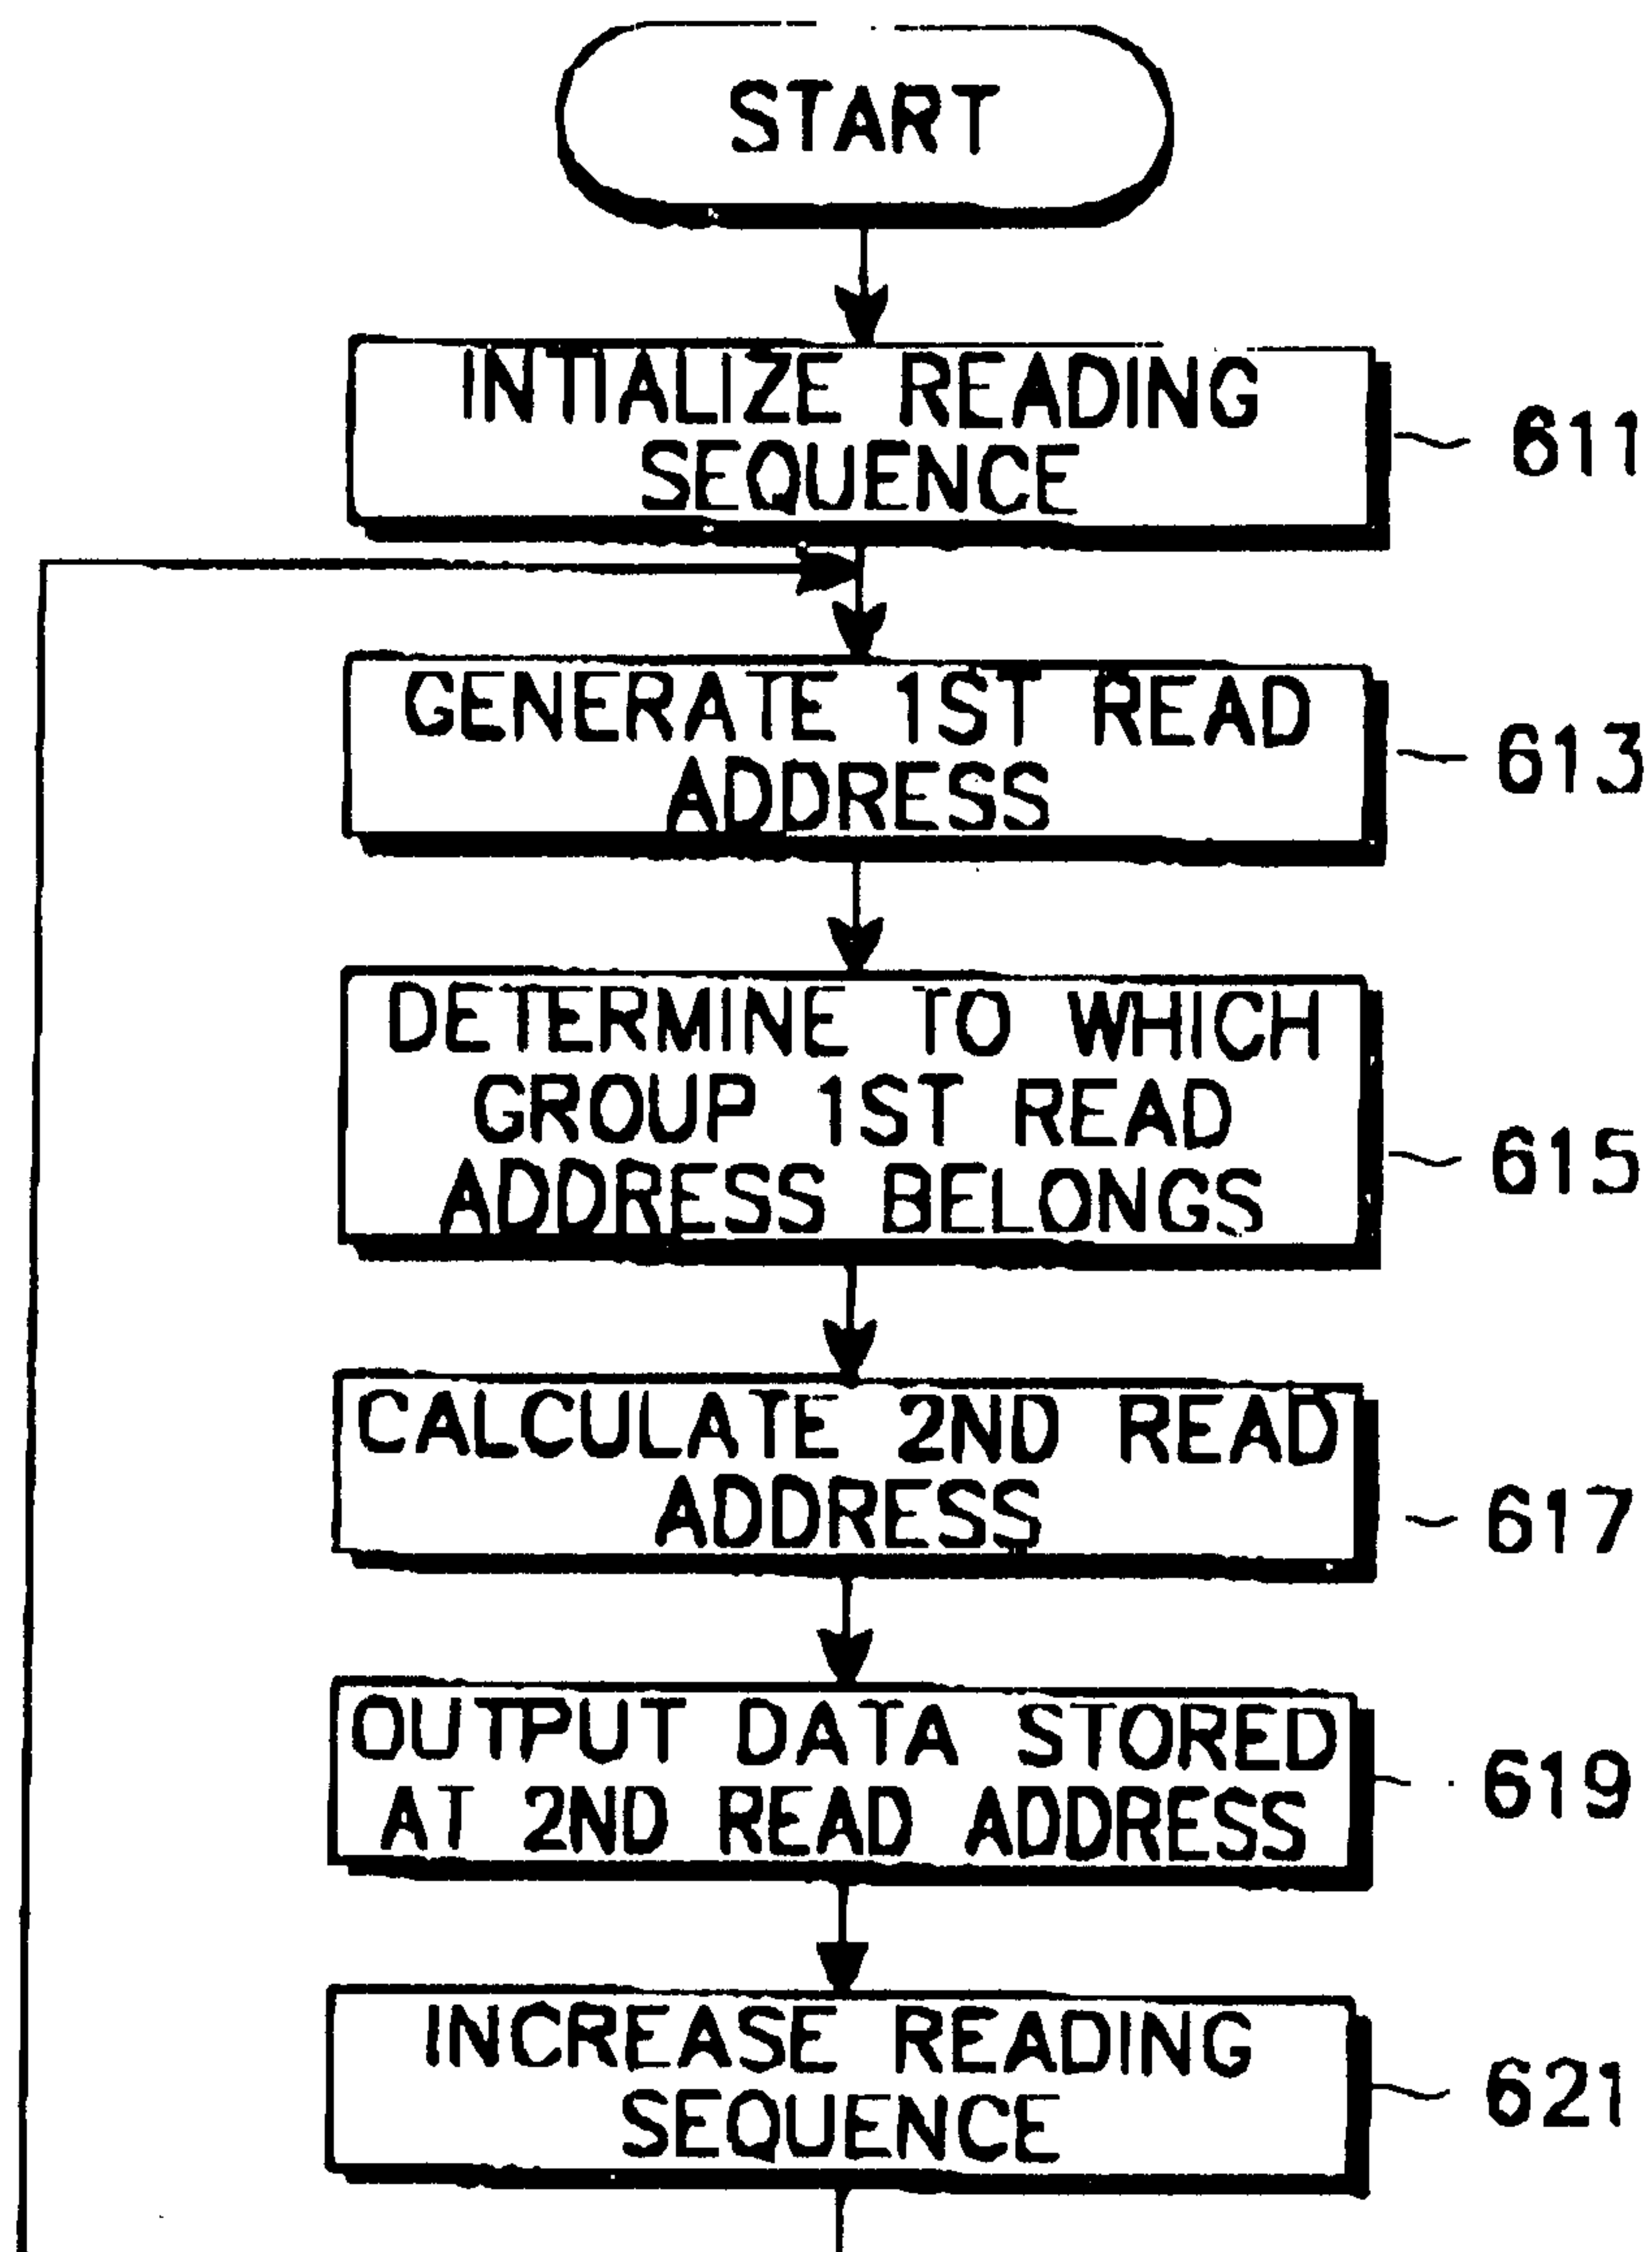 START
INTIALIZE READING
SEQUENCE
611
GENERATE 1ST READ
ADDRESS
613
DETERMINE TO WHICH
GROUP 1ST READ
ADDRESS BELONGS
615
CALCULATE 2ND READ
ADDRESS
617
OUTPUT DATA STORED
AT 2ND READ ADDRESS
619
INCREASE READING
SEQUENCE
621